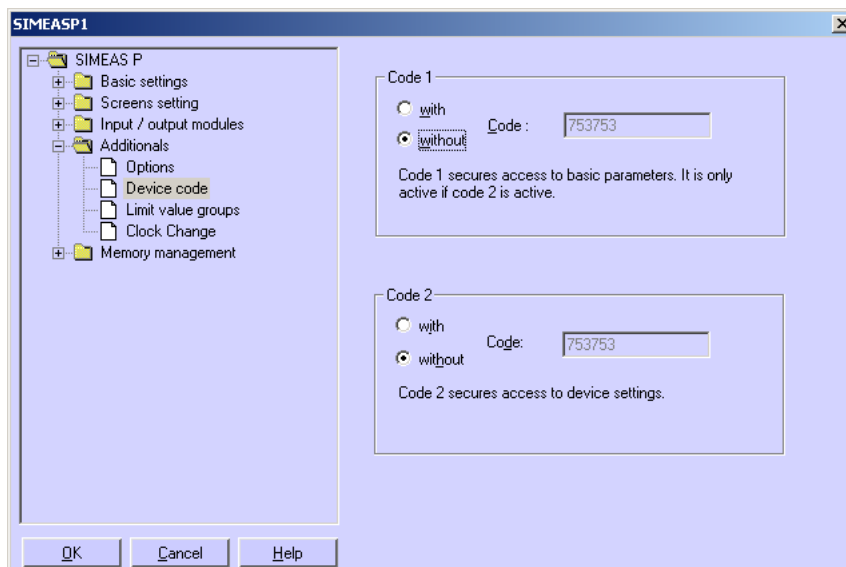 SIMEASP1
SIMEAS P
Basic settings
Screens setting
Input / output modules
Additionals
Options
Device code
Limit value groups
Clock Change
Memory management
OK
Cancel
Help
Code 1
with
without
Code :
753753
Code 1 secures access to basic parameters. It is only
active if code 2 is active.
Code 2
with
without
Code:
753753
Code 2 secures access to device settings.